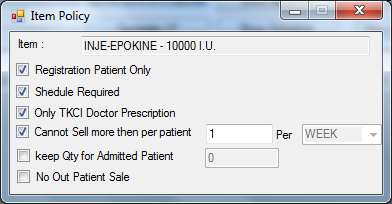 Item Policy
Item : INJE-EPOKINE - 10000 I.U.
Registration Patient Only
Shedule Required
Only TKCI Doctor Prescription
Cannot Sell more then per patient 1 Per WEEK
keep Qty for Admitted Patient 0
No Out Patient Sale